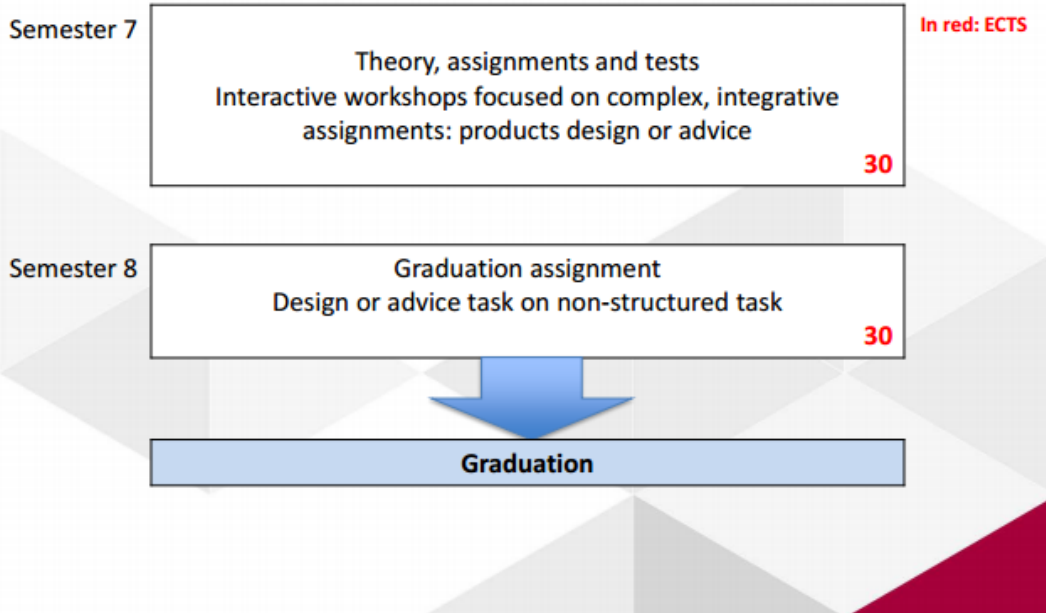 Semester 7
In red: ECTS
Theory, assignments and tests
Interactive workshops focused on complex, integrative
assignments: products design or advice
30
Semester 8
Graduation assignment
Design or advice task on non-structured task
30
Graduation